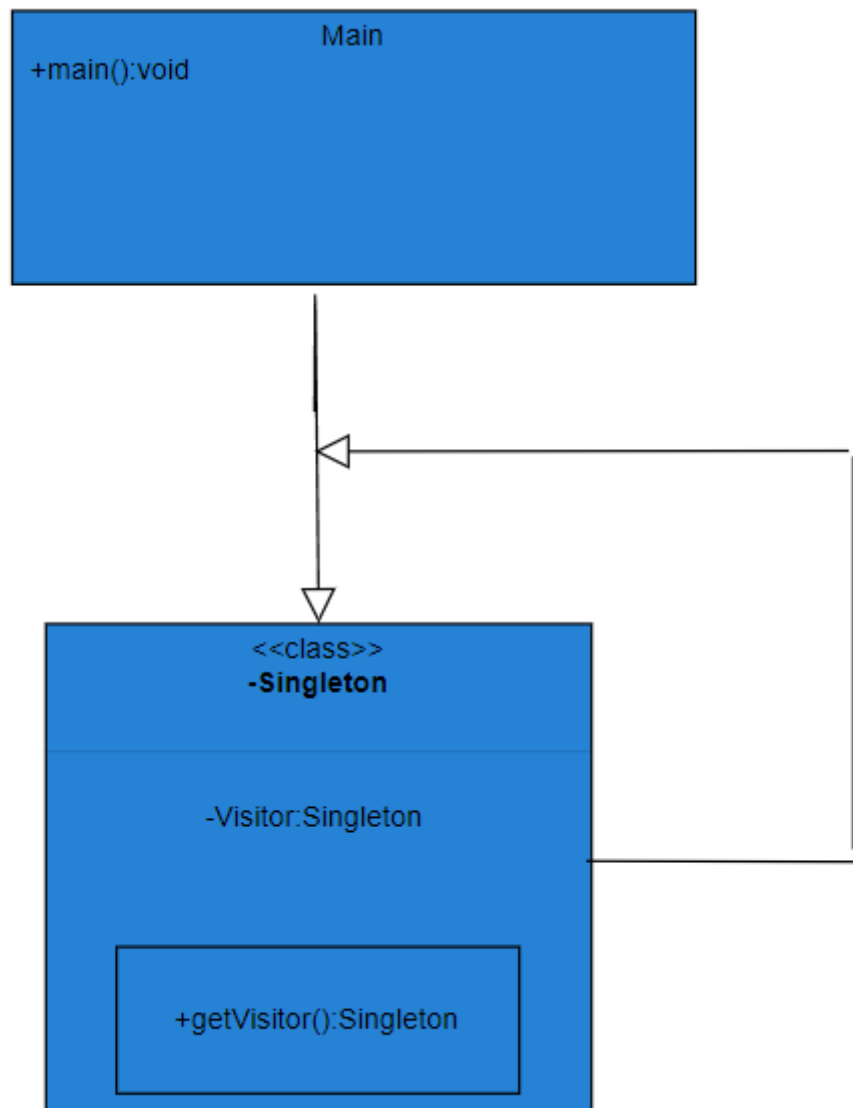 Main
+main():void
<<class>>
-Singleton
-Visitor:Singleton
+getVisitor():Singleton